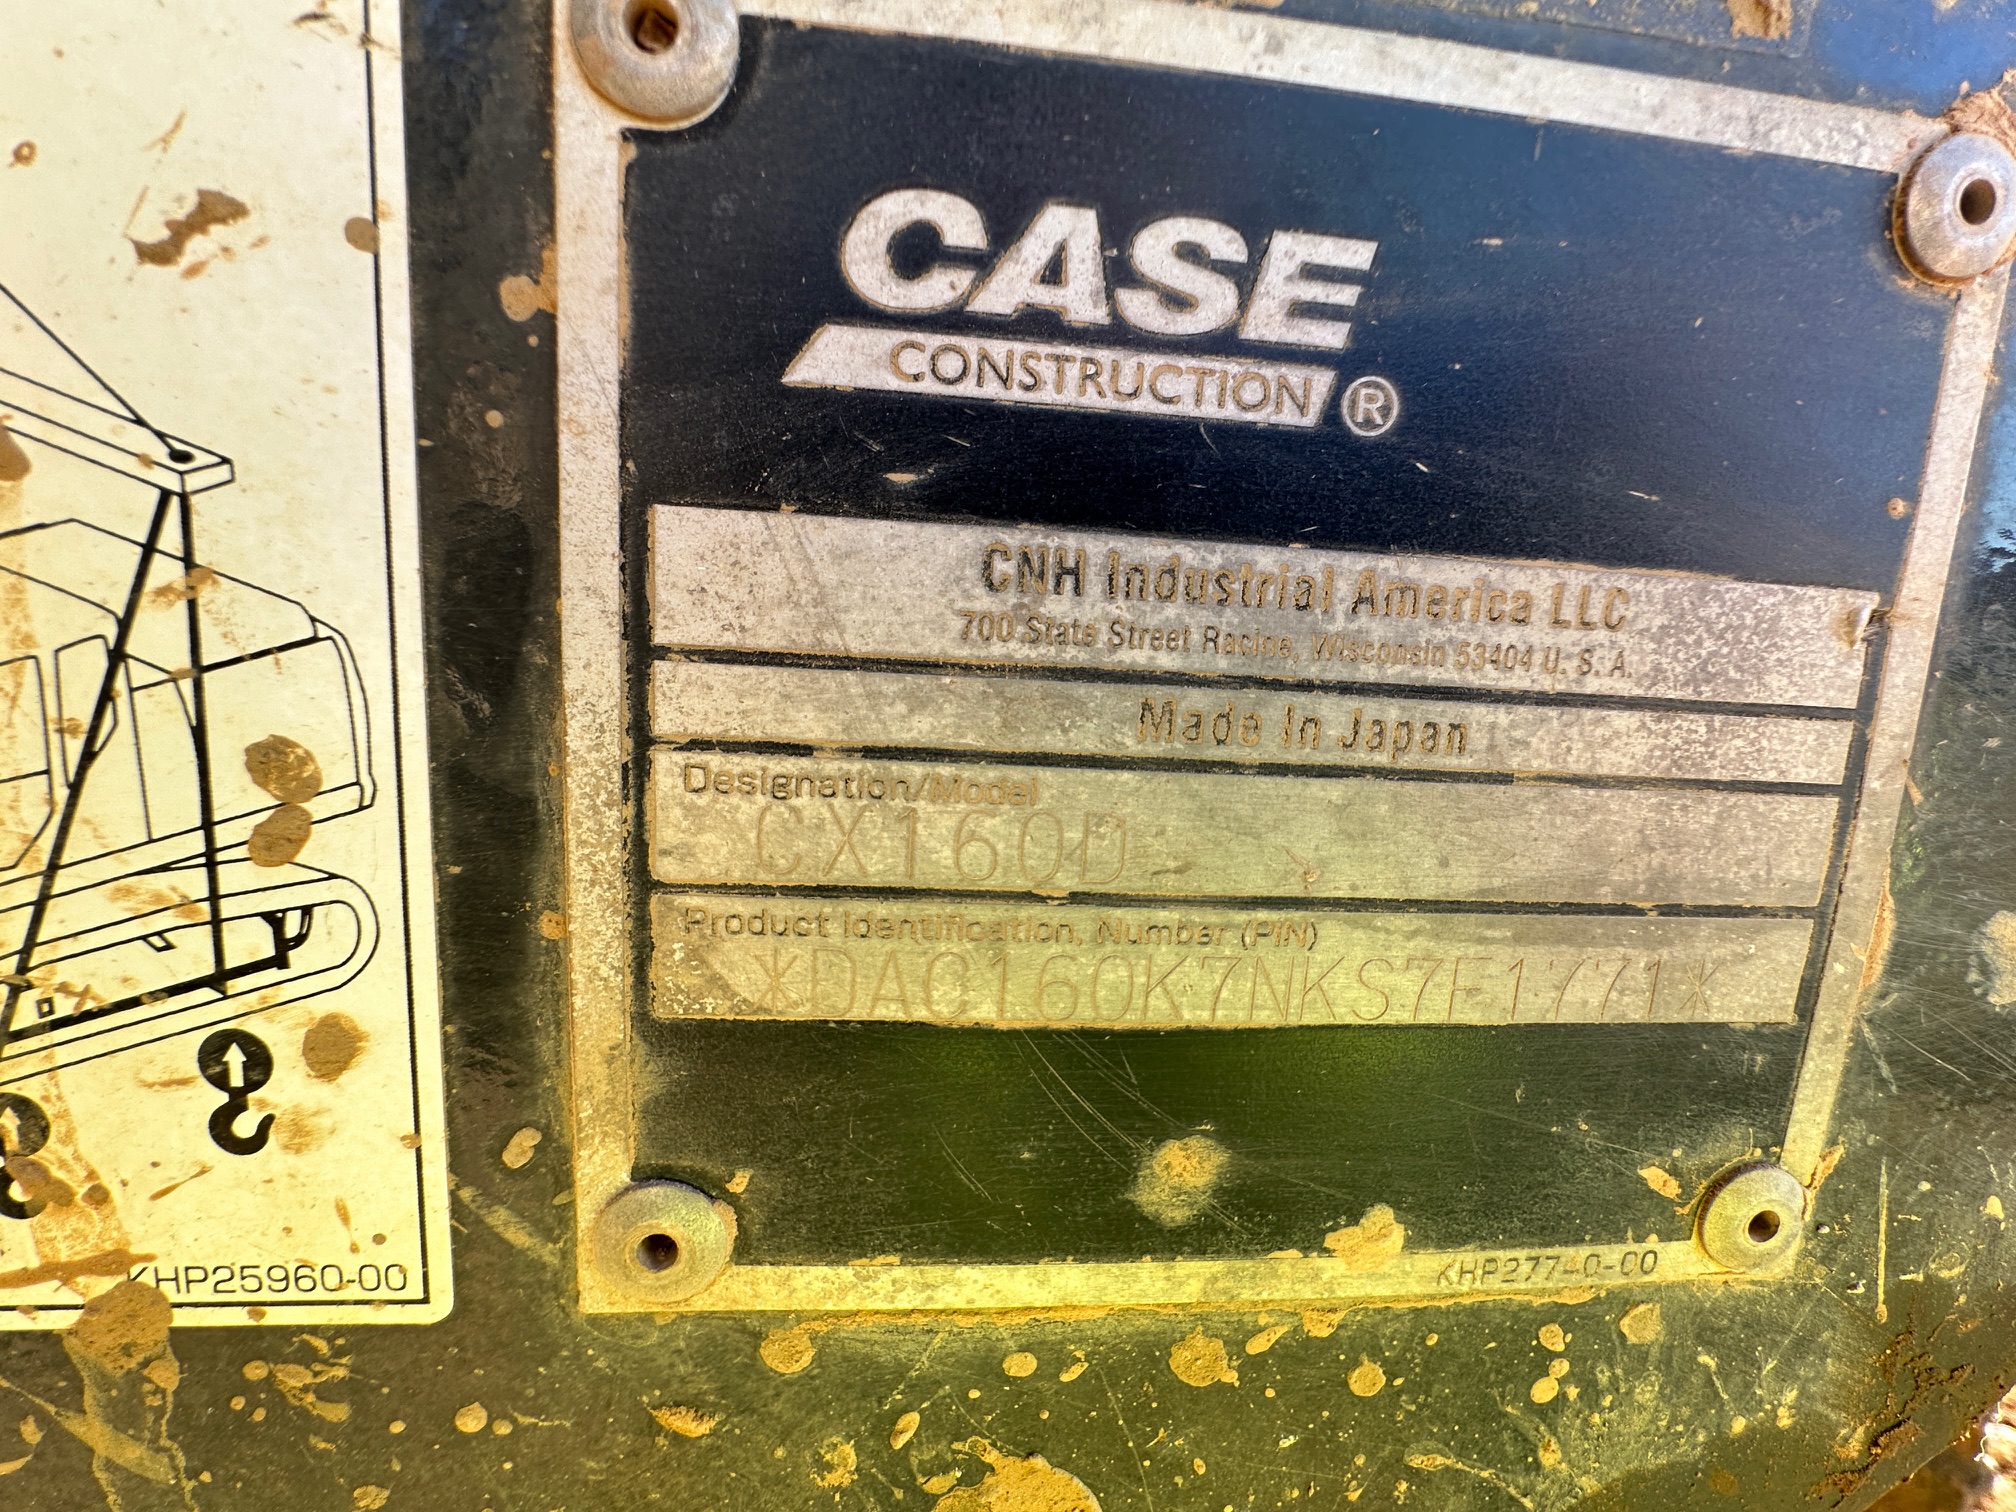 CASE
CONSTRUCTION ®
CNH Industrial America LLC
700 State Street Racine, Wisconsin 53404 U. S. A.
Made In Japan
Designation/Model
CX160D
Product Identification, Number (PIN)
*DAC160K7NKS7F1771*
KHP27740-00
KHP25960-00